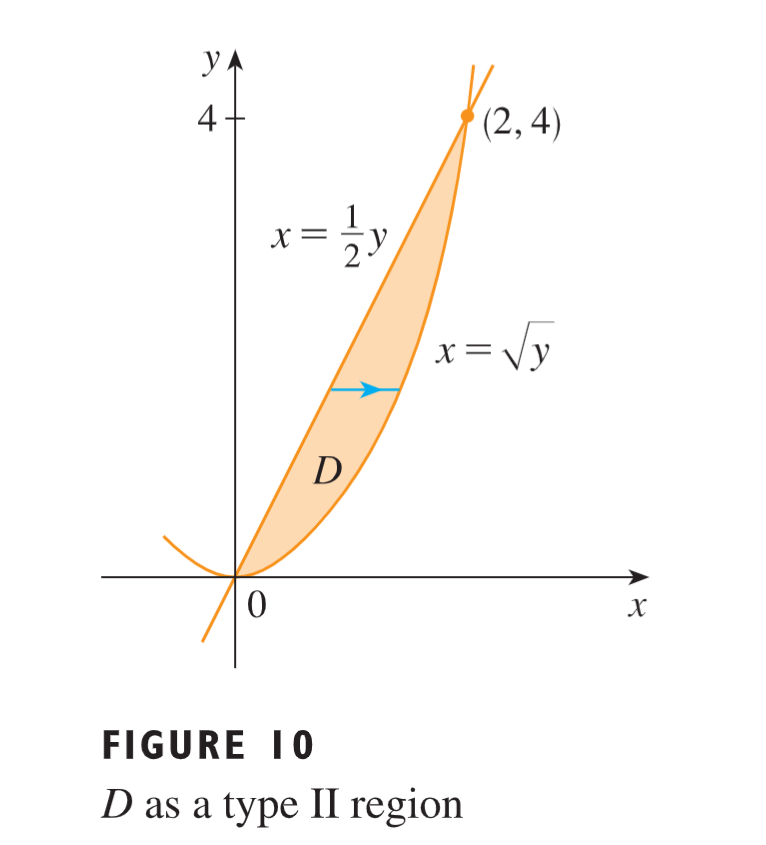 y
4
(2, 4)
x = 1/2 y
x = √y
D
0
x
FIGURE 10
D as a type II region